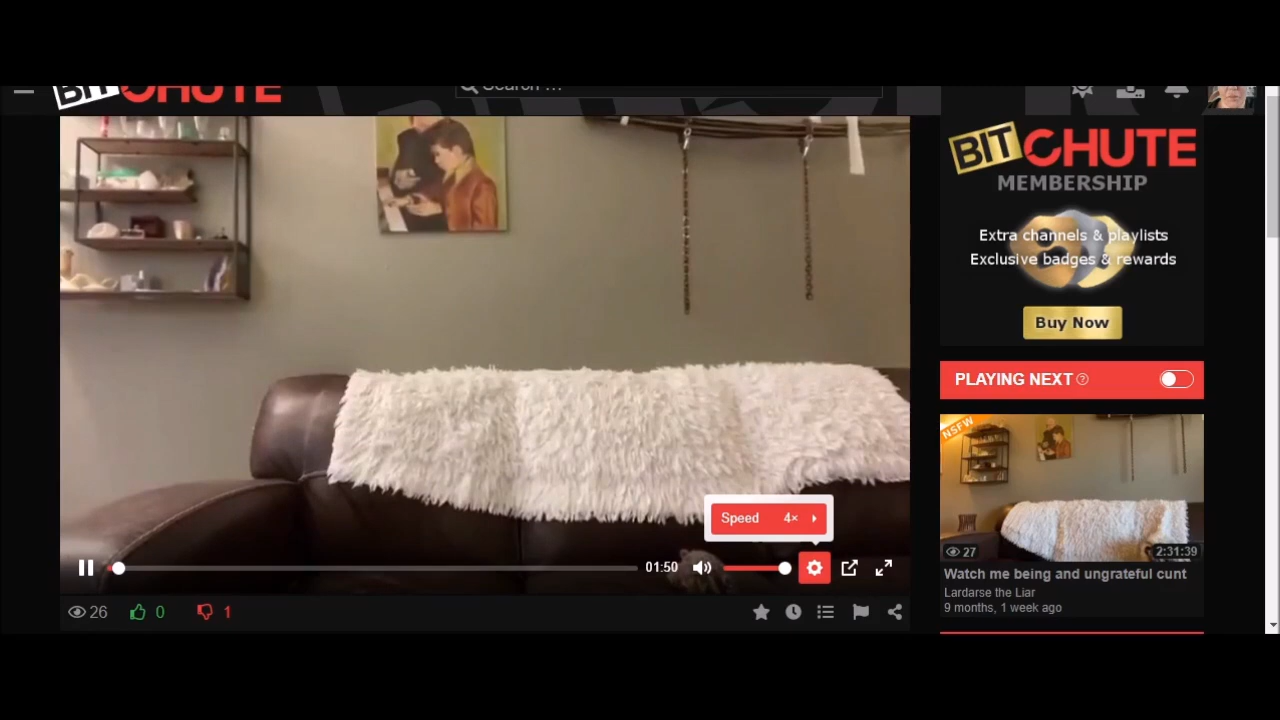 BITCHUTE
Search ...
BITCHUTE
MEMBERSHIP
Extra channels & playlists
Exclusive badges & rewards
Buy Now
PLAYING NEXT
NSFW
27
2:31:39
Watch me being and ungrateful cunt
Lardarse the Liar
9 months, 1 week ago
Speed 4×
01:50
26 0 1